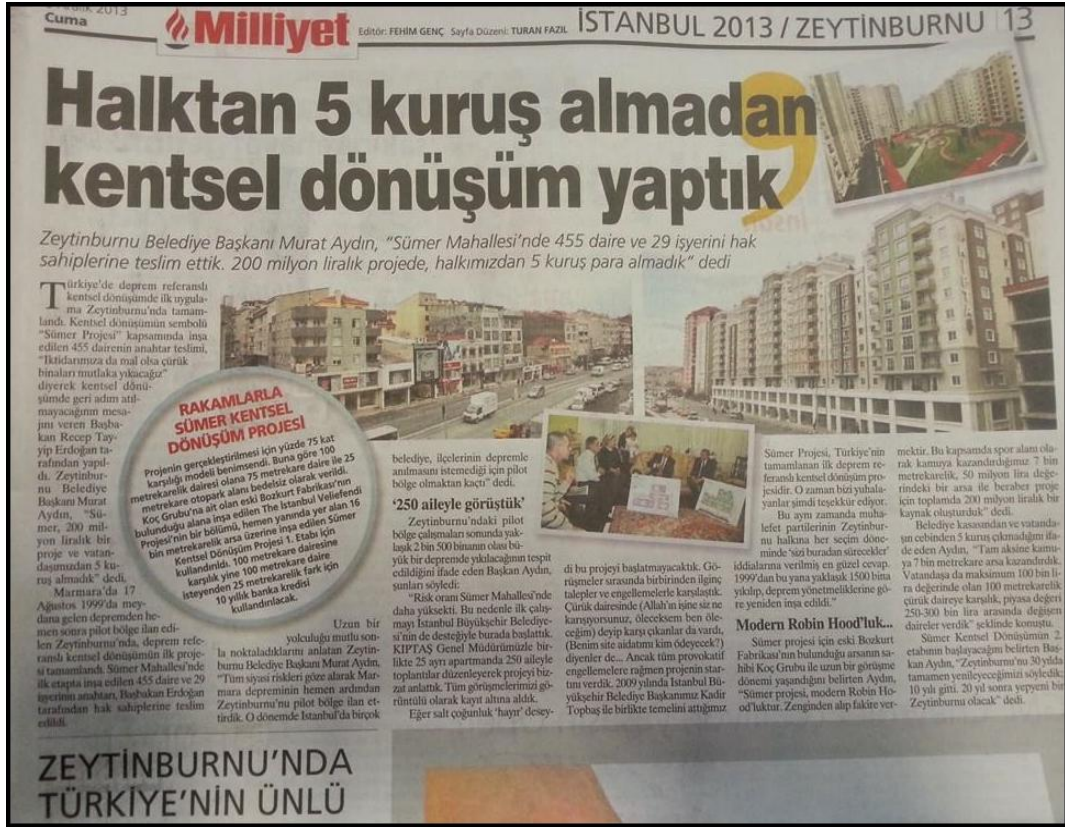 2013
Cuma
Milliyet
Editör: FEHİM GENÇ Sayfa Düzeni: TURAN FAZIL
İSTANBUL 2013 / ZEYTİNBURNU 13
Halktan 5 kuruş almadan
kentsel dönüşüm yaptık
Zeytinburnu Belediye Başkanı Murat Aydın, “Sümer Mahallesi’nde 455 daire ve 29 işyerini hak
sahiplerine teslim ettik. 200 milyon liralık projede, halkımızdan 5 kuruş para almadık” dedi
Türkiye’de deprem referanslı
kentsel dönüşümde ilk uygula-
ma Zeytinburnu’nda tamam-
landı. Kentsel dönüşümün sembolü
“Sümer Projesi” kapsamında inşa
edilen 455 dairenin anahtar teslimi,
“İktidarımıza da mal olsa çürük
binaları mutlaka yıkacağız”
diyerek kentsel dönü-
şümde geri adım atıl-
mayacağının mesa-
jını veren Başba-
kan Recep Tay-
yip Erdoğan ta-
rafından yapıl-
dı. Zeytinbur-
nu Belediye
Başkanı Murat
Aydın, “Sü-
mer, 200 mil-
yon liralık bir
proje ve vatan-
daşımızdan 5 ku-
ruş almadık” dedi.
Marmara’da 17
Ağustos 1999’da mey-
dana gelen depremden he-
men sonra pilot bölge ilan edi-
len Zeytinburnu’nda, deprem refe-
ranslı kentsel dönüşümün ilk proje-
si tamamlandı. Sümer Mahallesi’nde
ilk etapta inşa edilen 455 daire ve 29
işyerinin anahtarı, Başbakan Erdoğan
tarafından hak sahiplerine teslim
edildi.
RAKAMLARLA
SÜMER KENTSEL
DÖNÜŞÜM PROJESİ
Projenin gerçekleştirilmesi için yüzde 75 kat
karşılığı modeli benimsendi. Buna göre 100
metrekarelik dairesi olana 75 metrekare daire ile 25
metrekare otopark alanı bedelsiz olarak verildi.
Koç Grubu’na ait olan eski Bozkurt Fabrikası’nın
bulunduğu alana inşa edilen The Istanbul Veliefendi
Projesi’nin bir bölümü, hemen yanında yer alan 16
bin metrekarelik arsa üzerine inşa edilen Sümer
Kentsel Dönüşüm Projesi 1. Etabı için
kullandırıldı. 100 metrekare dairesine
karşılık yine 100 metrekare daire
isteyenden 25 metrekarelik fark için
10 yıllık banka kredisi
kullandırılacak.
Uzun bir
yolculuğu mutlu son-
la noktaladıklarını anlatan Zeytin-
burnu Belediye Başkanı Murat Aydın,
“Tüm siyasi riskleri göze alarak Mar-
mara depreminin hemen ardından
Zeytinburnu’nu pilot bölge ilan et-
tirdik. O dönemde İstanbul’da birçok
belediye, ilçelerinin depremle
anılmasını istemediği için pilot
bölge olmaktan kaçtı” dedi.
‘250 aileyle görüştük’
Zeytinburnu’ndaki pilot
bölge çalışmaları sonunda yak-
laşık 2 bin 500 binanın olası bü-
yük bir depremde yıkılacağının tespit
edildiğini ifade eden Başkan Aydın,
şunları söyledi:
“Risk oranı Sümer Mahallesi’nde
daha yüksekti. Bu nedenle ilk çalış-
mayı İstanbul Büyükşehir Belediye-
si’nin de desteğiyle burada başlattık.
KİPTAŞ Genel Müdürümüzle bir-
likte 25 ayrı apartmanda 250 aileyle
toplantılar düzenleyerek projeyi biz-
zat anlattık. Tüm görüşmelerimizi gö-
rüntülü olarak kayıt altına aldık.
Eğer salt çoğunluk ‘hayır’ desey-
di bu projeyi başlatmayacaktık. Gö-
rüşmeler sırasında birbirinden ilginç
talepler ve engellemelerle karşılaştık.
Çürük dairesinde (Allah’ın işine siz ne
karışıyorsunuz, öleceksem ben öle-
ceğim) deyip karşı çıkanlar da vardı,
(Benim site aidatımı kim ödeyecek?)
diyenler de... Ancak tüm provokatif
engellemelere rağmen projenin star-
tını verdik. 2009 yılında İstanbul Bü-
yükşehir Belediye Başkanımız Kadir
Topbaş ile birlikte temelini attığımız
Sümer Projesi, Türkiye’nin
tamamlanan ilk deprem re-
feranslı kentsel dönüşüm pro-
jesidir. O zaman bizi yuhala-
yanlar şimdi teşekkür ediyor.
Bu aynı zamanda muha-
lefet partilerinin Zeytinbur-
nu halkına her seçim döne-
minde ‘sizi buradan sürecekler’
iddialarına verilmiş en güzel cevap.
1999’dan bu yana yaklaşık 1500 bina
yıkılıp, deprem yönetmeliklerine gö-
re yeniden inşa edildi.”
Modern Robin Hood’luk...
Sümer projesi için eski Bozkurt
Fabrikası’nın bulunduğu arsanın sa-
hibi Koç Grubu ile uzun bir görüşme
dönemi yaşandığını belirten Aydın,
“Sümer projesi, modern Robin Ho-
od’luktur. Zenginden alıp fakire ver-
mektir. Bu kapsamda spor alanı ola-
rak kamuya kazandırdığımız 7 bin
metrekarelik, 50 milyon lira değe-
rindeki bir arsa ile beraber proje
için toplamda 200 milyon liralık bir
kaynak oluşturduk” dedi.
Belediye kasasından ve vatanda-
şın cebinden 5 kuruş çıkmadığını ifa-
de eden Aydın, “Tam aksine kamu-
ya 7 bin metrekare arsa kazandırdık.
Vatandaşa da maksimum 100 bin li-
ra değerinde olan 100 metrekarelik
çürük daireye karşılık, piyasa değeri
250-300 bin lira arasında değişen
daireler verdik” şeklinde konuştu.
Sümer Kentsel Dönüşümün 2.
etabının başlayacağını belirten Baş-
kan Aydın, “Zeytinburnu’nu 30 yılda
tamamen yenileyeceğimizi söyledik.
10 yılı gitti. 20 yıl sonra yepyeni bir
Zeytinburnu olacak” dedi.
ZEYTİNBURNU’NDA
TÜRKİYE’NİN ÜNLÜ